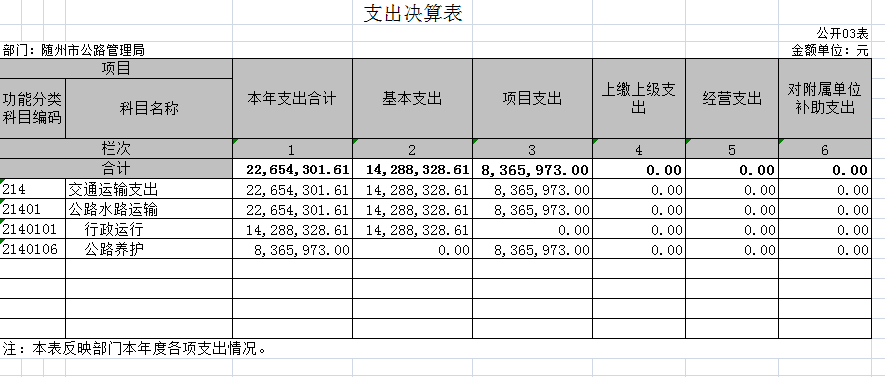 支出决算表
公开03表
部门：随州市公路管理局 金额单位：元
项目 本年支出合计 基本支出 项目支出 上缴上级支出 经营支出 对附属单位补助支出
功能分类科目编码 科目名称
栏次 1 2 3 4 5 6
合计 22,654,301.61 14,288,328.61 8,365,973.00 0.00 0.00 0.00
214 交通运输支出 22,654,301.61 14,288,328.61 8,365,973.00 0.00 0.00 0.00
21401 公路水路运输 22,654,301.61 14,288,328.61 8,365,973.00 0.00 0.00 0.00
2140101 行政运行 14,288,328.61 14,288,328.61 0.00 0.00 0.00 0.00
2140106 公路养护 8,365,973.00 0.00 8,365,973.00 0.00 0.00 0.00
注：本表反映部门本年度各项支出情况。